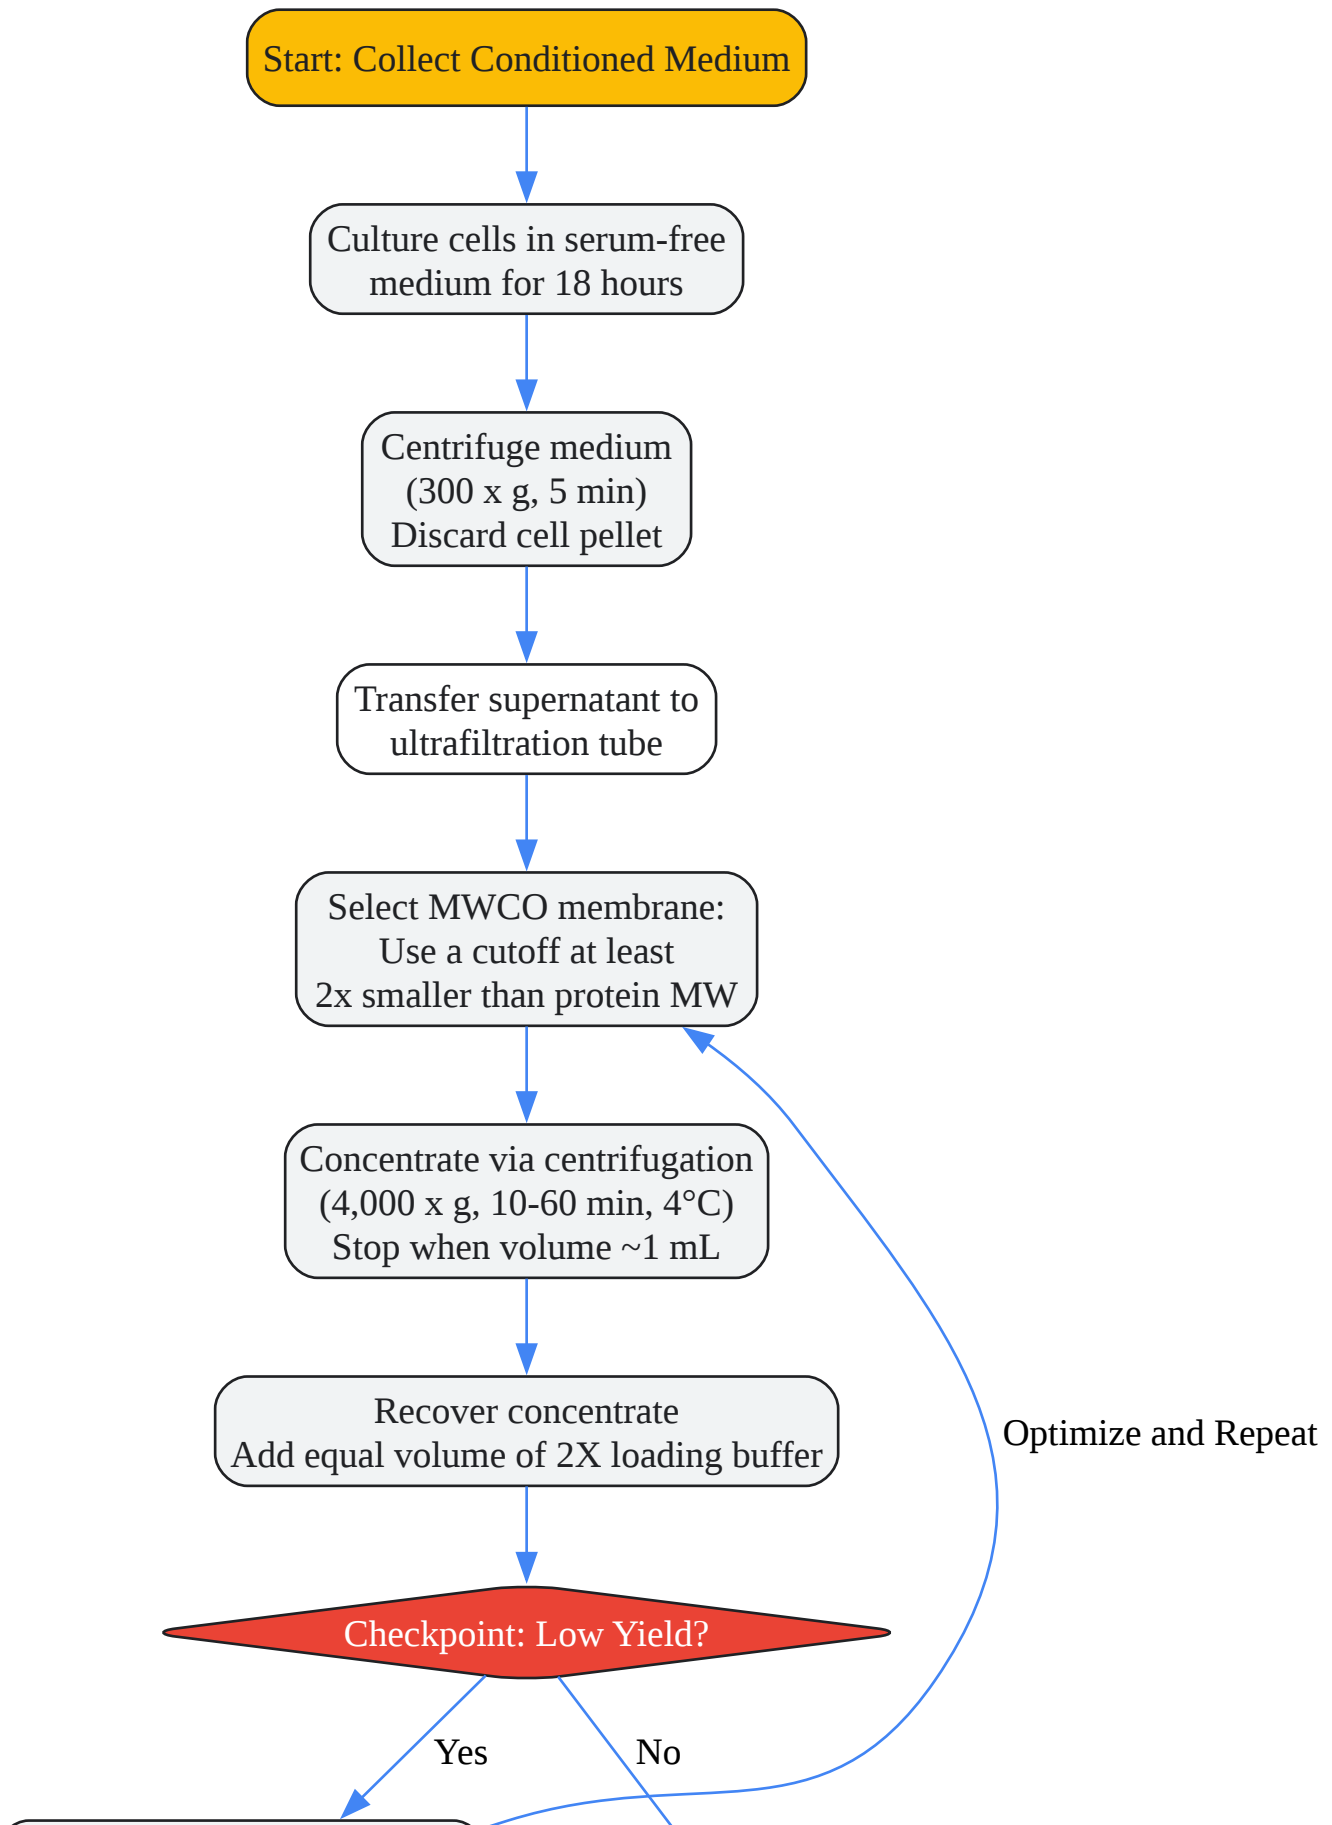 Start: Collect Conditioned Medium
Culture cells in serum-free
medium for 18 hours
Centrifuge medium
(300 x g, 5 min)
Discard cell pellet
Transfer supernatant to
ultrafiltration tube
Select MWCO membrane:
Use a cutoff at least
2x smaller than protein MW
Concentrate via centrifugation
(4,000 x g, 10-60 min, 4°C)
Stop when volume ~1 mL
Recover concentrate
Add equal volume of 2X loading buffer
Optimize and Repeat
Checkpoint: Low Yield?
Yes
No